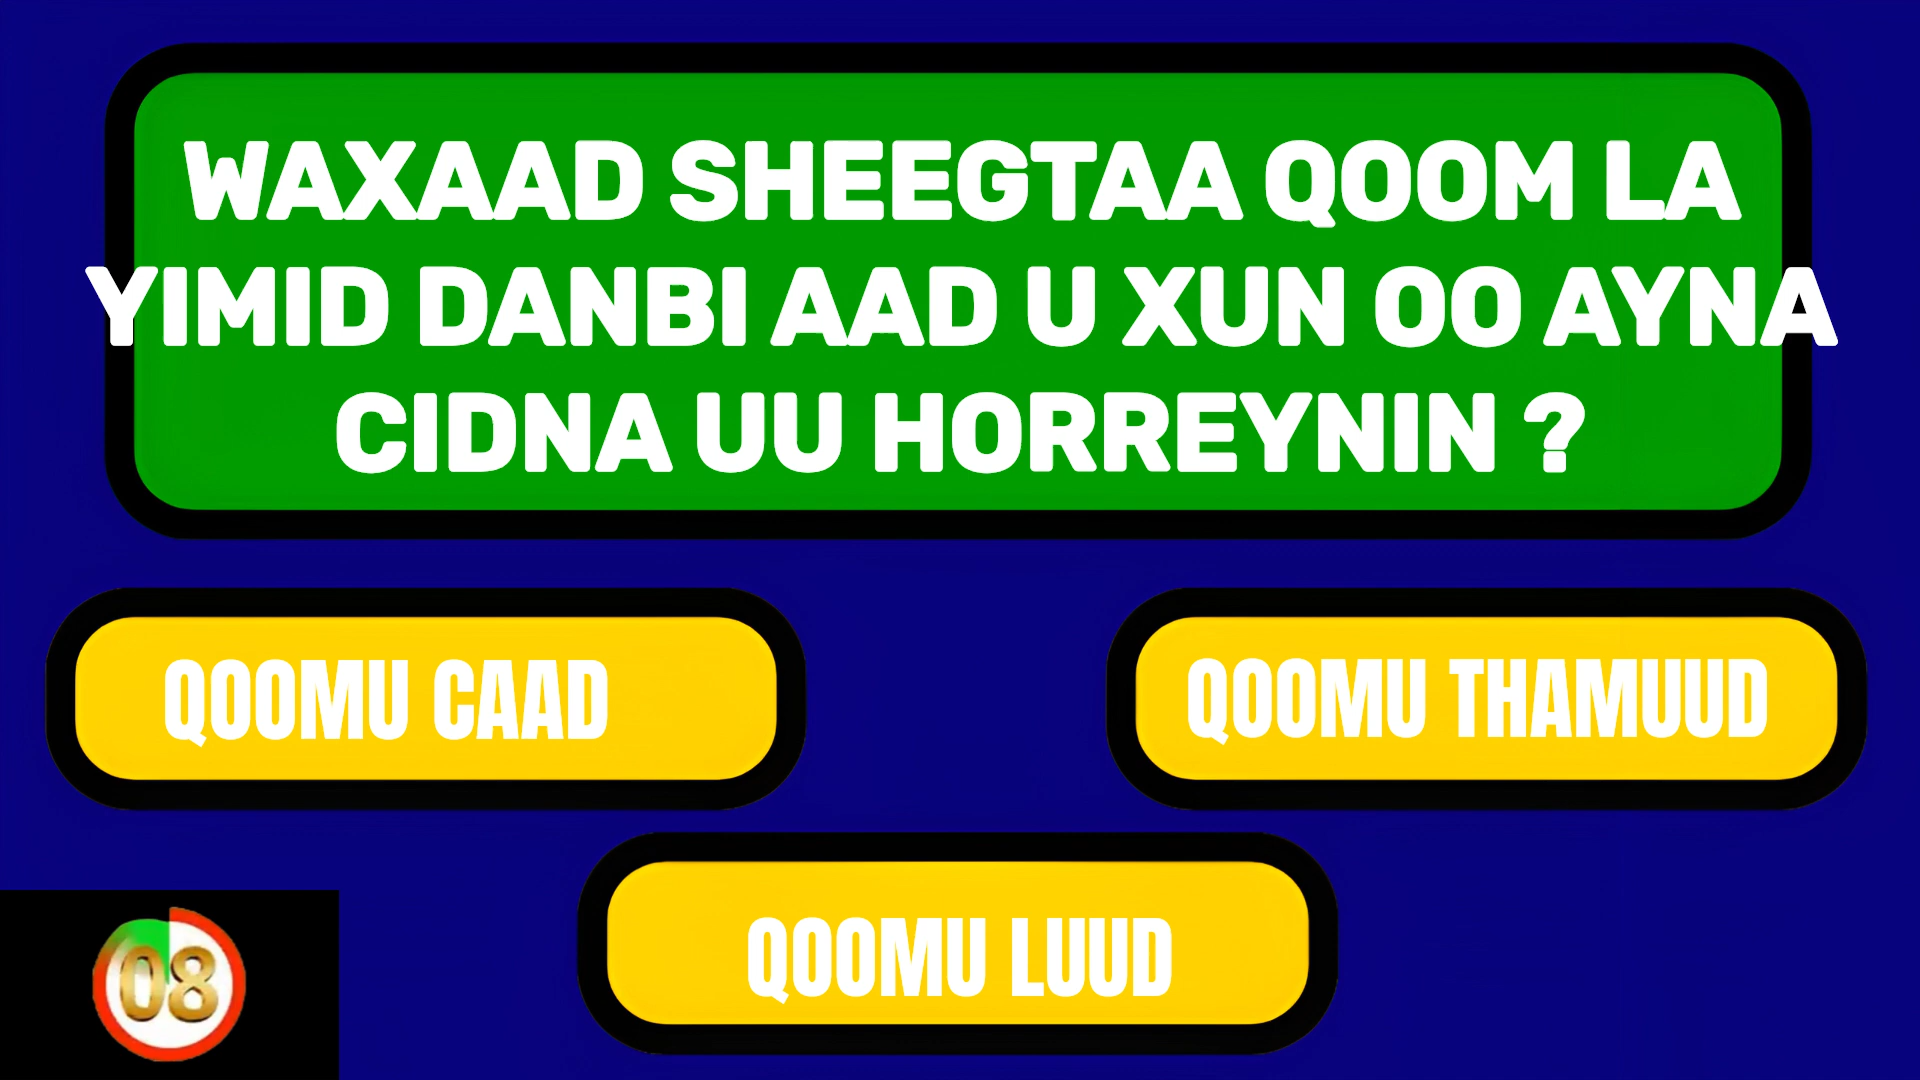 WAXAAD SHEEGTAA QOOM LA
YIMID DANBI AAD U XUN OO AYNA
CIDNA UU HORREYNIN ?
QOOMU CAAD
QOOMU THAMUUD
QOOMU LUUD
08